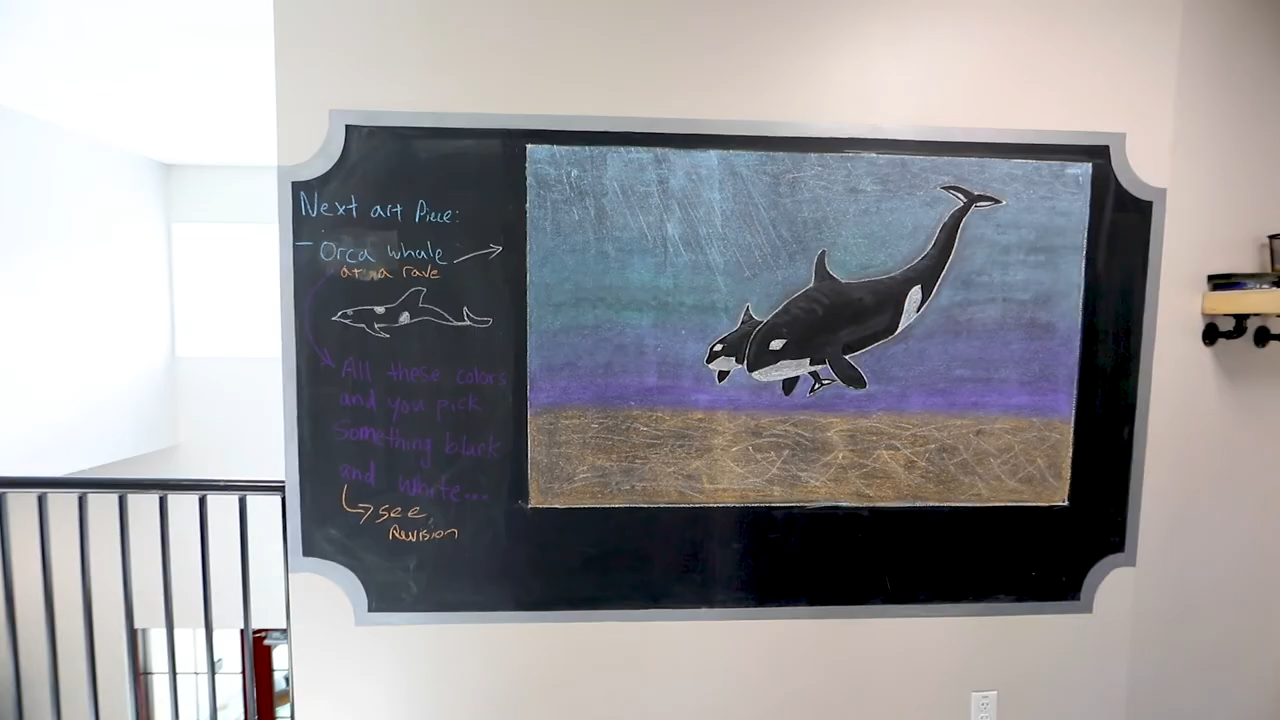 Next art Piece:
- Orca whale
at a rave
All these colors
and you pick
Something black
and white...
see
Revision